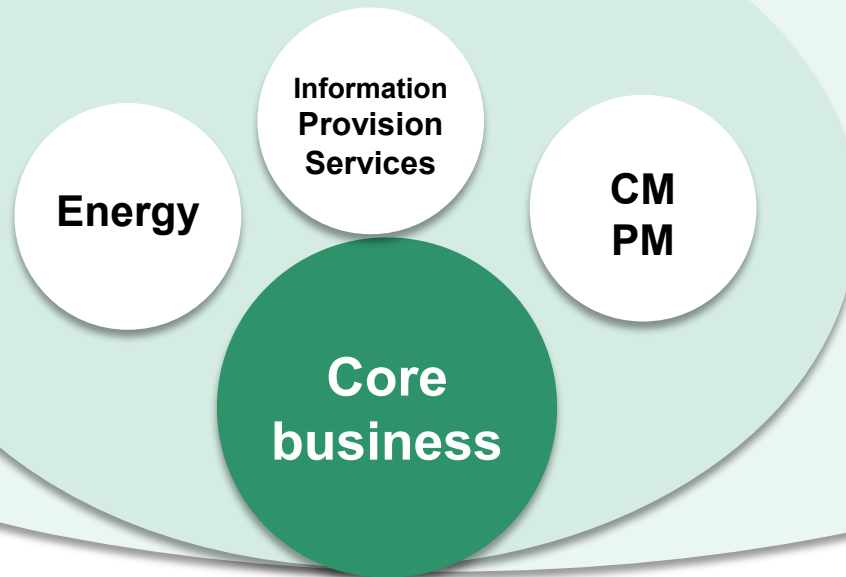 Information
Provision
Services
Energy
CM
PM
Core
business